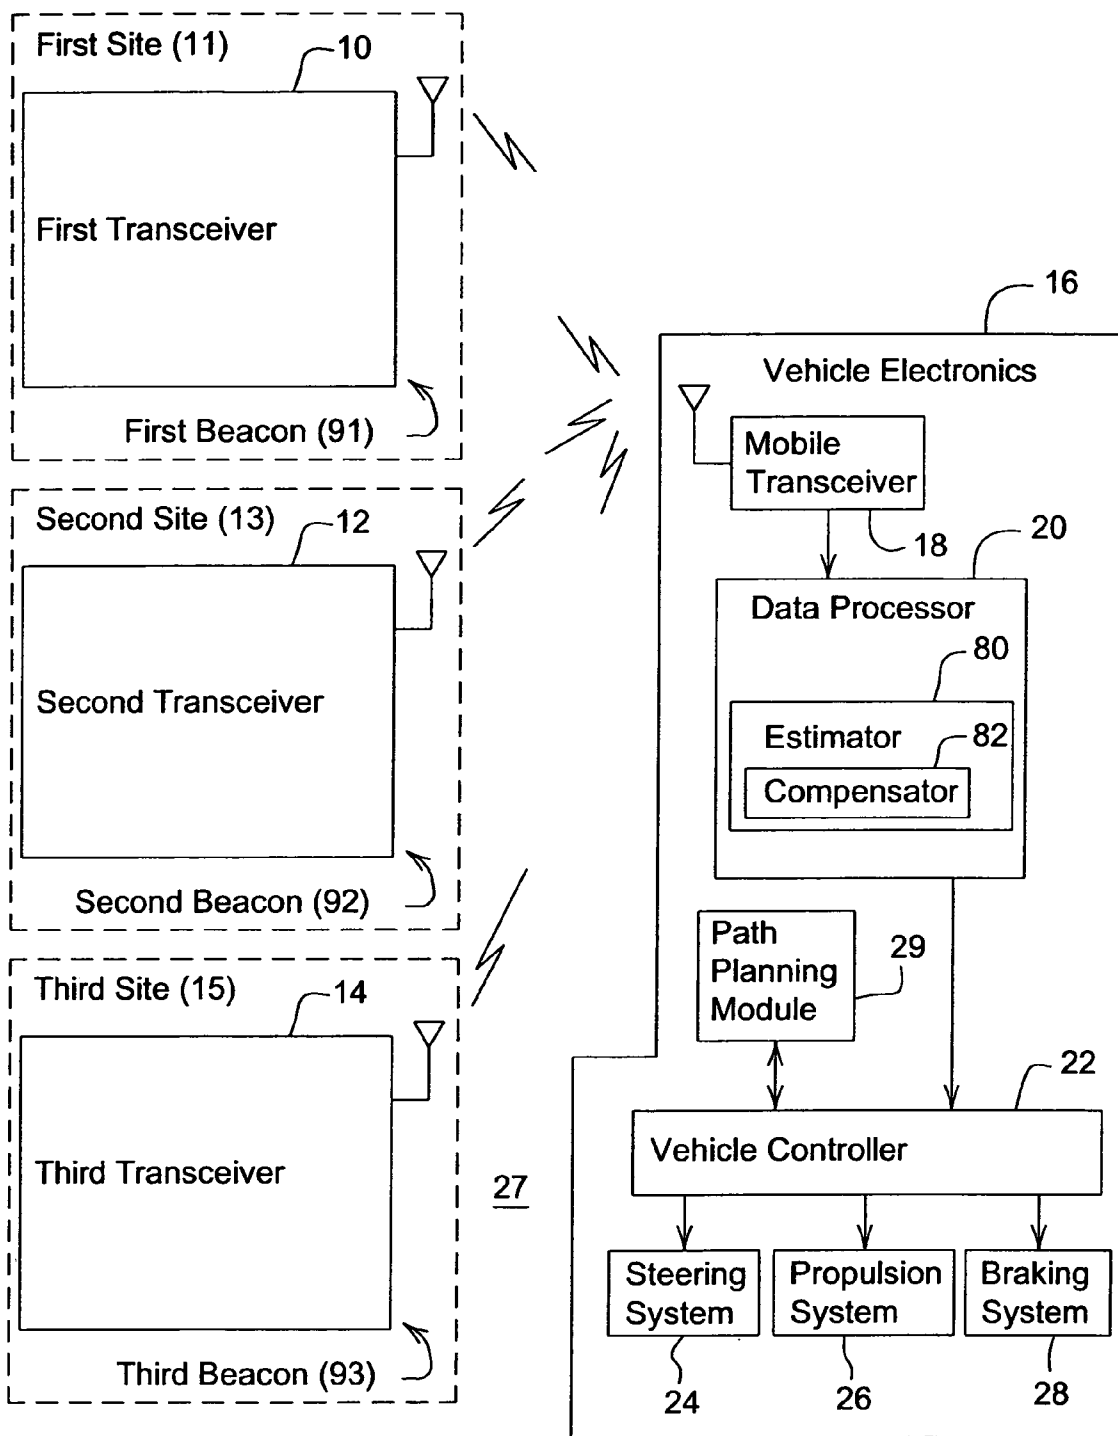 First Site (11)
10
First Transceiver
First Beacon (91)
Second Site (13)
12
Second Transceiver
Second Beacon (92)
Third Site (15)
14
Third Transceiver
Third Beacon (93)
27
16
Vehicle Electronics
Mobile
Transceiver
18
20
Data Processor
80
Estimator
82
Compensator
Path
Planning
Module
29
22
Vehicle Controller
Steering
System
24
Propulsion
System
26
Braking
System
28